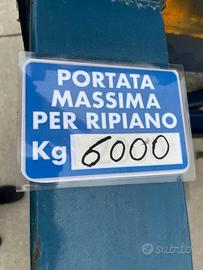 PORTATA
MASSIMA
PER RIPIANO
Kg 6000
subito